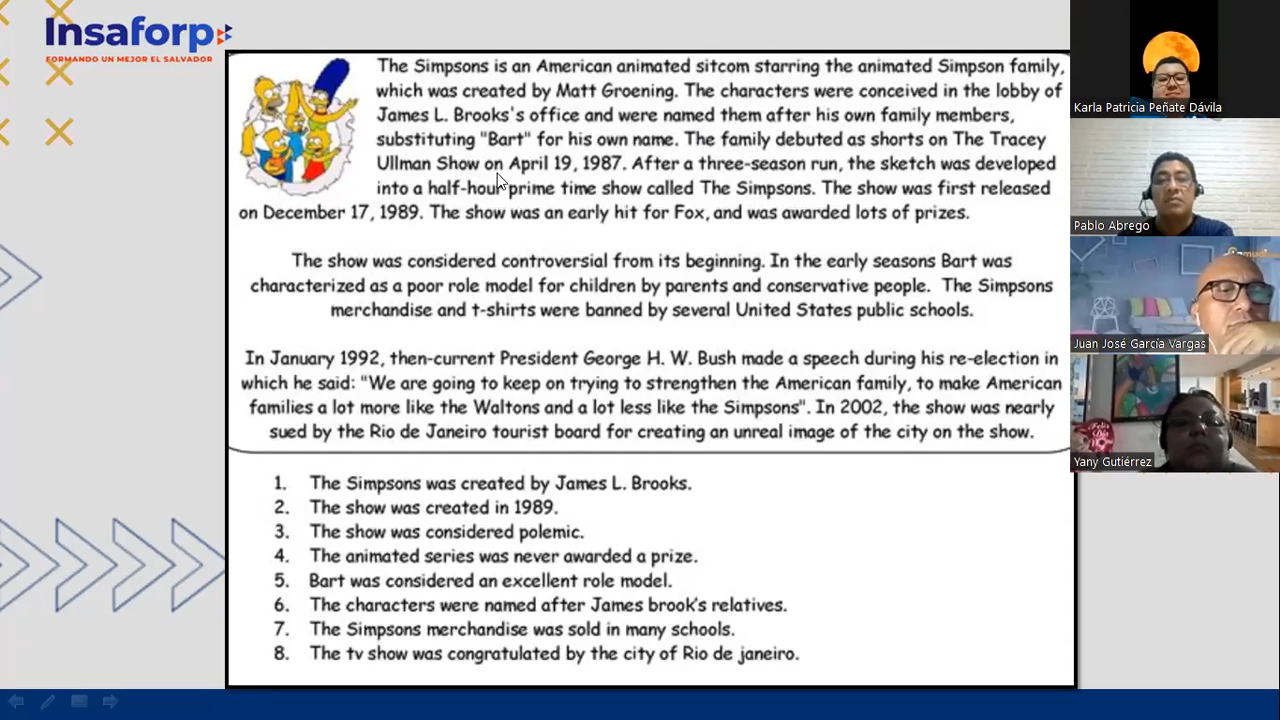 Insaforp
FORMANDO UN MEJOR EL SALVADOR
The Simpsons is an American animated sitcom starring the animated Simpson family,
which was created by Matt Groening. The characters were conceived in the lobby of
James L. Brooks's office and were named them after his own family members,
substituting "Bart" for his own name. The family debuted as shorts on The Tracey
Ullman Show on April 19, 1987. After a three-season run, the sketch was developed
into a half-hour prime time show called The Simpsons. The show was first released
on December 17, 1989. The show was an early hit for Fox, and was awarded lots of prizes.
The show was considered controversial from its beginning. In the early seasons Bart was
characterized as a poor role model for children by parents and conservative people. The Simpsons
merchandise and t-shirts were banned by several United States public schools.
In January 1992, then-current President George H. W. Bush made a speech during his re-election in
which he said: "We are going to keep on trying to strengthen the American family, to make American
families a lot more like the Waltons and a lot less like the Simpsons". In 2002, the show was nearly
sued by the Rio de Janeiro tourist board for creating an unreal image of the city on the show.
1. The Simpsons was created by James L. Brooks.
2. The show was created in 1989.
3. The show was considered polemic.
4. The animated series was never awarded a prize.
5. Bart was considered an excellent role model.
6. The characters were named after James brook's relatives.
7. The Simpsons merchandise was sold in many schools.
8. The tv show was congratulated by the city of Rio de janeiro.
Karla Patricia Peñate Dávila
Pablo Abrego
Juan José García Vargas
Yany Gutiérrez